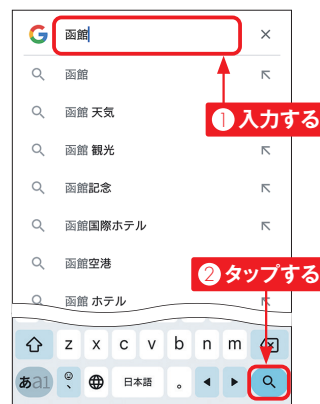 函館
函館
函館 天気
① 入力する
函館 観光
函館記念
函館国際ホテル
函館空港
② タップする
函館 ホテル
z x c v b n m
あa1 日本語 。